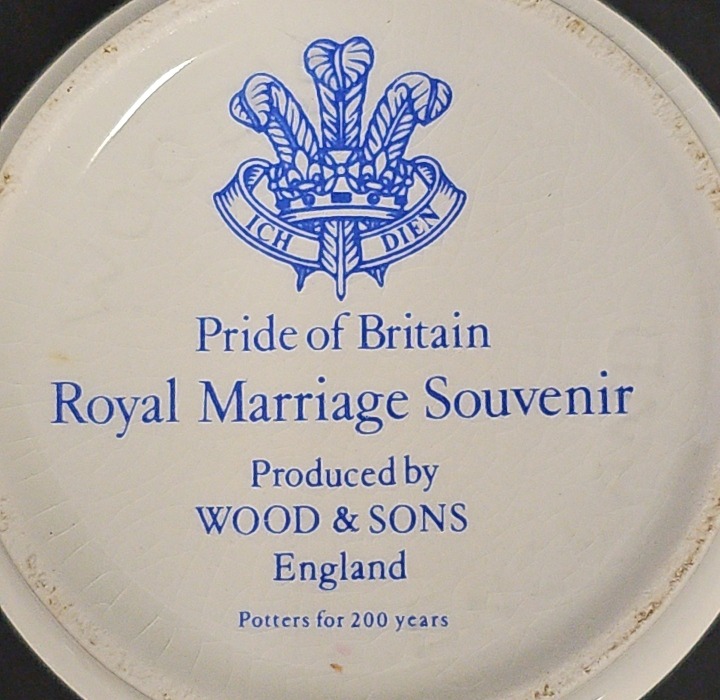 ICH DIEN
Pride of Britain
Royal Marriage Souvenir
Produced by
WOOD & SONS
England
Potters for 200 years